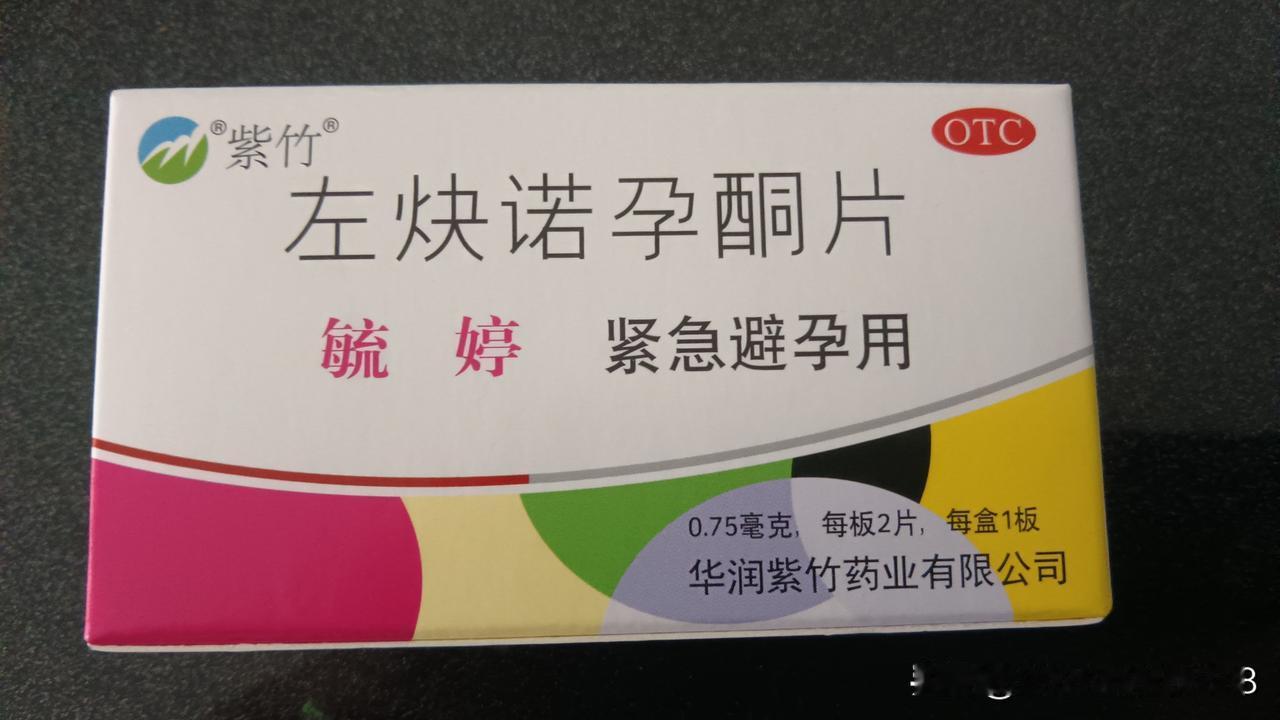 ®紫竹®
OTC
左炔诺孕酮片
毓 婷 紧急避孕用
0.75毫克, 每板2片, 每盒1板
华润紫竹药业有限公司